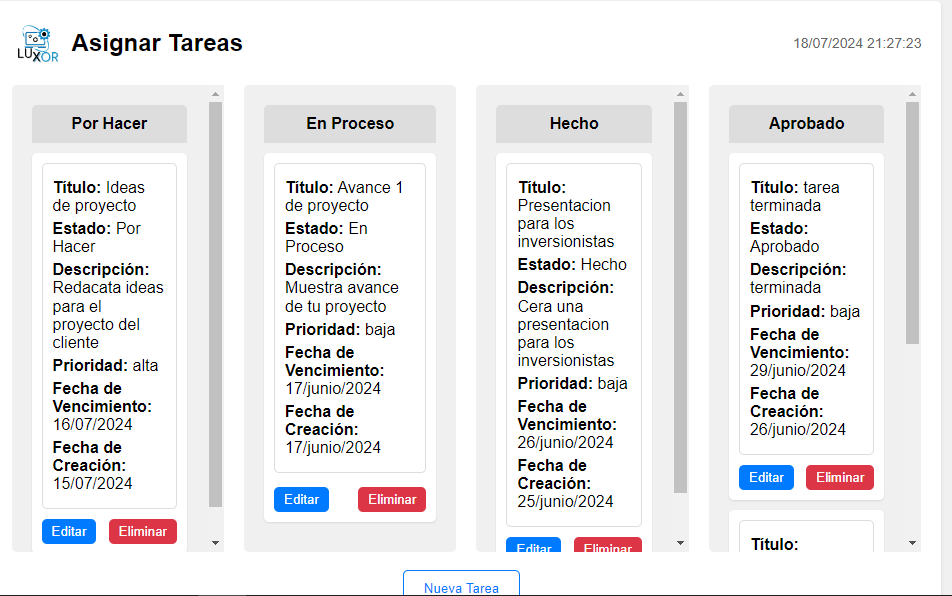 LUXOR
Asignar Tareas
18/07/2024 21:27:23
Por Hacer
Título: Ideas
de proyecto
Estado: Por
Hacer
Descripción:
Redacata ideas
para el
proyecto del
cliente
Prioridad: alta
Fecha de
Vencimiento:
16/07/2024
Fecha de
Creación:
15/07/2024
Editar
Eliminar
En Proceso
Título: Avance 1
de proyecto
Estado: En
Proceso
Descripción:
Muestra avance
de tu proyecto
Prioridad: baja
Fecha de
Vencimiento:
17/junio/2024
Fecha de
Creación:
17/junio/2024
Editar
Eliminar
Hecho
Título:
Presentacion
para los
inversionistas
Estado: Hecho
Descripción:
Cera una
presentacion
para los
inversionistas
Prioridad: baja
Fecha de
Vencimiento:
26/junio/2024
Fecha de
Creación:
25/junio/2024
Editar
Eliminar
Aprobado
Título: tarea
terminada
Estado:
Aprobado
Descripción:
terminada
Prioridad: baja
Fecha de
Vencimiento:
29/junio/2024
Fecha de
Creación:
26/junio/2024
Editar
Eliminar
Título:
Nueva Tarea